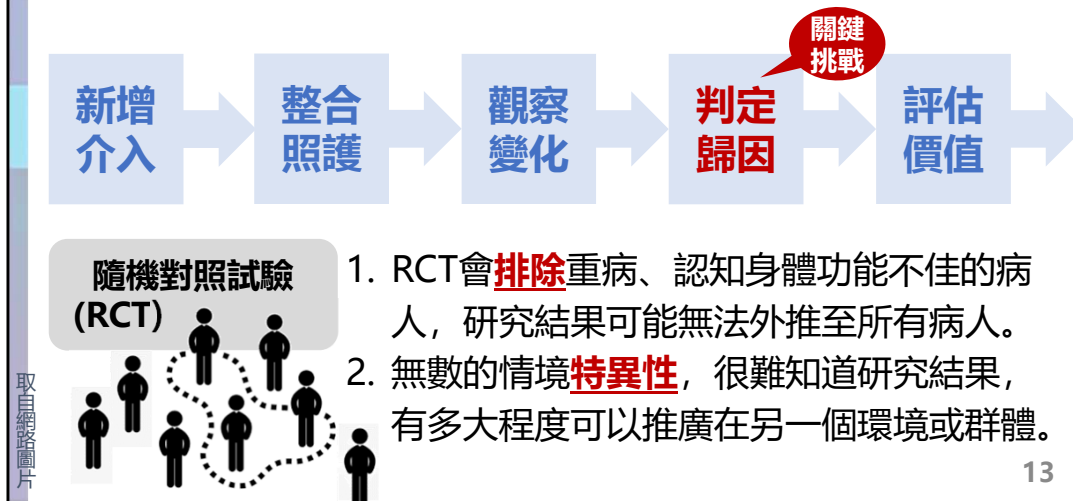 關鍵
挑戰
新增
介入
整合
照護
觀察
變化
判定
歸因
評估
價值
隨機對照試驗
(RCT)
1. RCT會排除重病、認知身體功能不佳的病
人，研究結果可能無法外推至所有病人。
2. 無數的情境特異性，很難知道研究結果，
有多大程度可以推廣在另一個環境或群體。
取自網路圖片
13